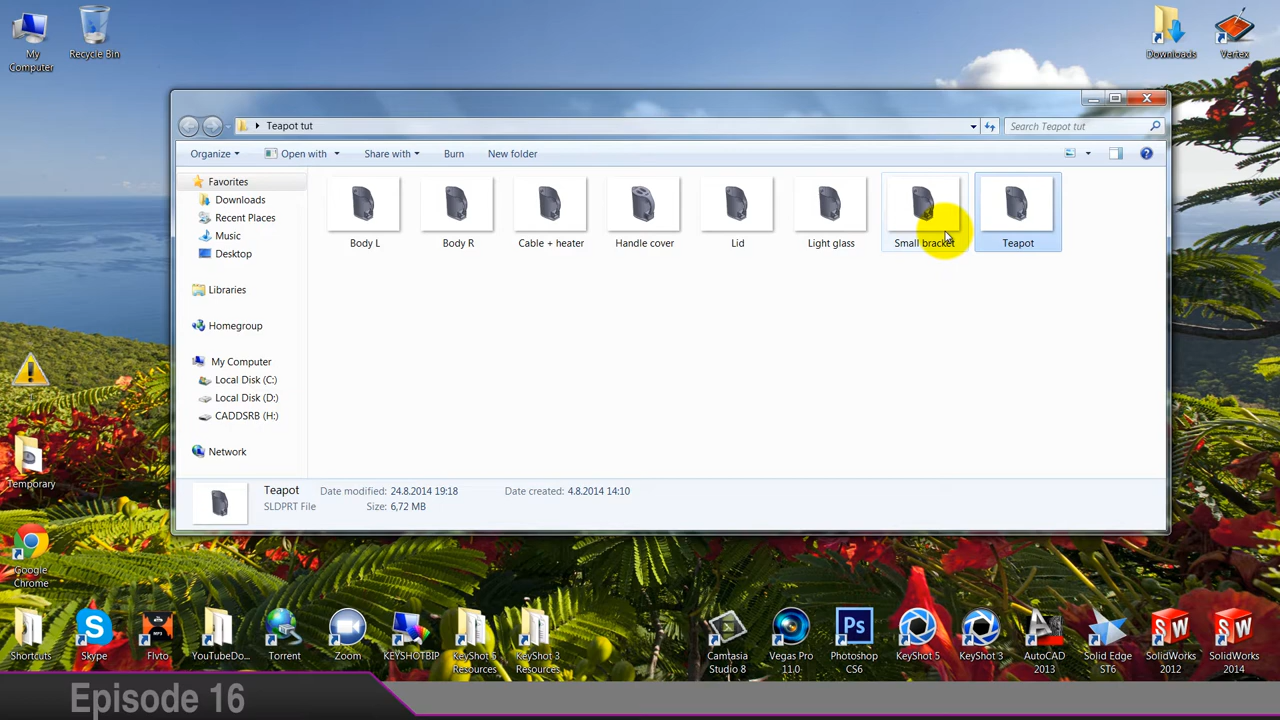 My
Computer
Recycle Bin
Downloads
Vertex
Teapot tut
Search Teapot tut
Organize
Open with
Share with
Burn
New folder
Favorites
Downloads
Recent Places
Music
Desktop
Libraries
Homegroup
My Computer
Local Disk (C:)
Local Disk (D:)
CADDSRB (H:)
Network
Body L
Body R
Cable + heater
Handle cover
Lid
Light glass
Small bracket
Teapot
Teapot
Date modified: 24.8.2014 19:18
Date created: 4.8.2014 14:10
SLDPRT File
Size: 6,72 MB
Temporary
Google
Chrome
Shortcuts
Skype
MP3
Flvto
YouTubeDo...
Torrent
Zoom
KEYSHOTBIP
KeyShot 5
Resources
KeyShot 3
Resources
Camtasia
Studio 8
Vegas Pro
11.0
Ps
Photoshop
CS6
KeyShot 5
KeyShot 3
AutoCAD
2013
Solid Edge
ST6
SW
SolidWorks
2012
SW
SolidWorks
2014
Episode 16